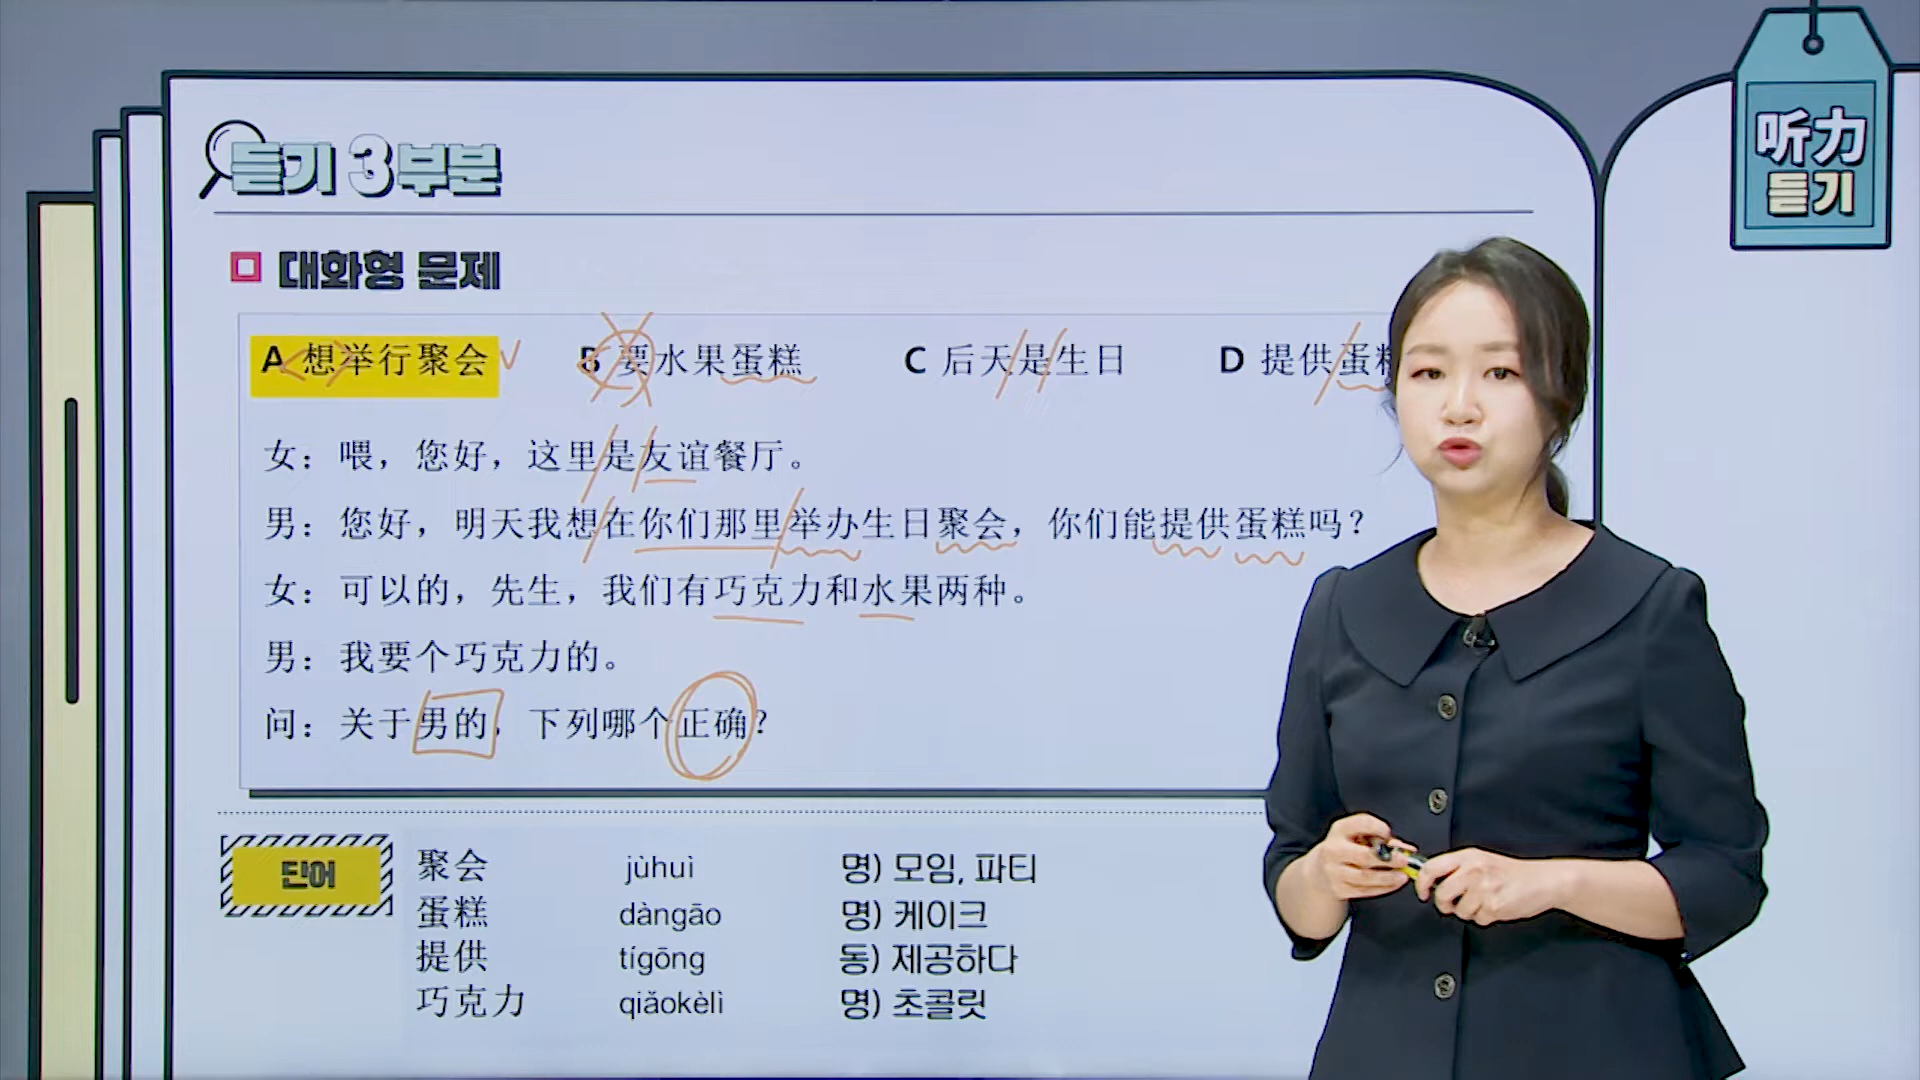 听力
듣기
듣기 3 부분
대화형 문제
A 想举行聚会 B 要水果蛋糕 C 后天是生日 D 提供蛋
女：喂，您好，这里是友谊餐厅。
男：您好，明天我想在你们那里举办生日聚会，你们能提供蛋糕吗？
女：可以的，先生，我们有巧克力和水果两种。
男：我要个巧克力的。
问：关于男的，下列哪个正确？
단어
聚会 jùhuì 명) 모임, 파티
蛋糕 dàngāo 명) 케이크
提供 tígōng 동) 제공하다
巧克力 qiǎokèlì 명) 초콜릿